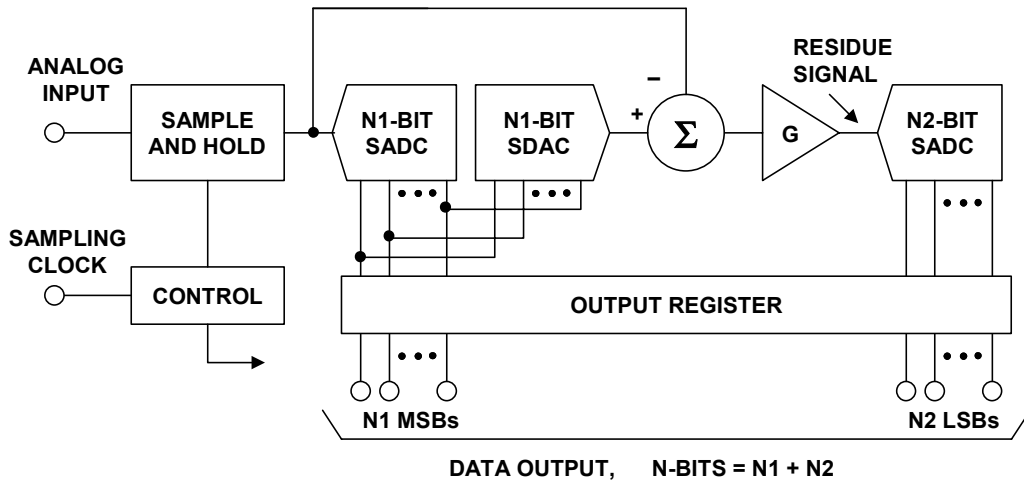 ANALOG
INPUT
SAMPLE
AND HOLD
N1-BIT
SADC
N1-BIT
SDAC
–
+
Σ
G
RESIDUE
SIGNAL
N2-BIT
SADC
SAMPLING
CLOCK
CONTROL
OUTPUT REGISTER
N1 MSBs
N2 LSBs
DATA OUTPUT, N-BITS = N1 + N2